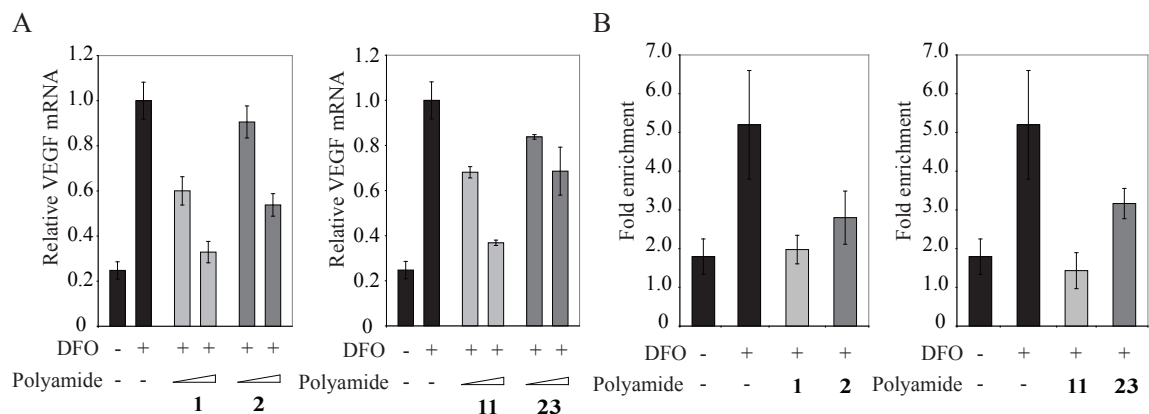 A
B
Relative VEGF mRNA
1.2
1.0
0.8
0.6
0.4
0.2
0
DFO - + + + + +
Polyamide - -
1 2
Relative VEGF mRNA
1.2
1.0
0.8
0.6
0.4
0.2
0
DFO - + + + + +
Polyamide - -
11 23
Fold enrichment
7.0
6.0
5.0
4.0
3.0
2.0
1.0
0.0
DFO - + + +
Polyamide - - 1 2
Fold enrichment
7.0
6.0
5.0
4.0
3.0
2.0
1.0
0.0
DFO - + + +
Polyamide - - 11 23